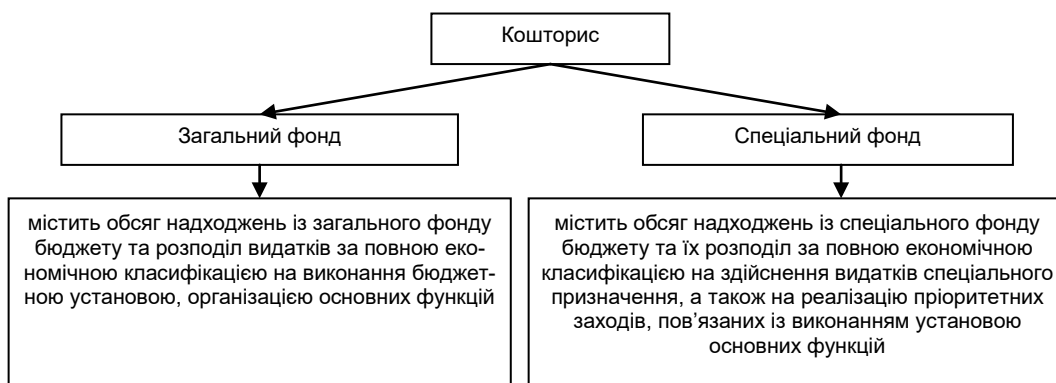 Кошторис
Загальний фонд
Спеціальний фонд
містить обсяг надходжень із загального фонду
бюджету та розподіл видатків за повною еко-
номічною класифікацією на виконання бюджет-
ною установою, організацією основних функцій
містить обсяг надходжень із спеціального фонду
бюджету та їх розподіл за повною економічною
класифікацією на здійснення видатків спеціального
призначення, а також на реалізацію пріоритетних
заходів, пов’язаних із виконанням установою
основних функцій